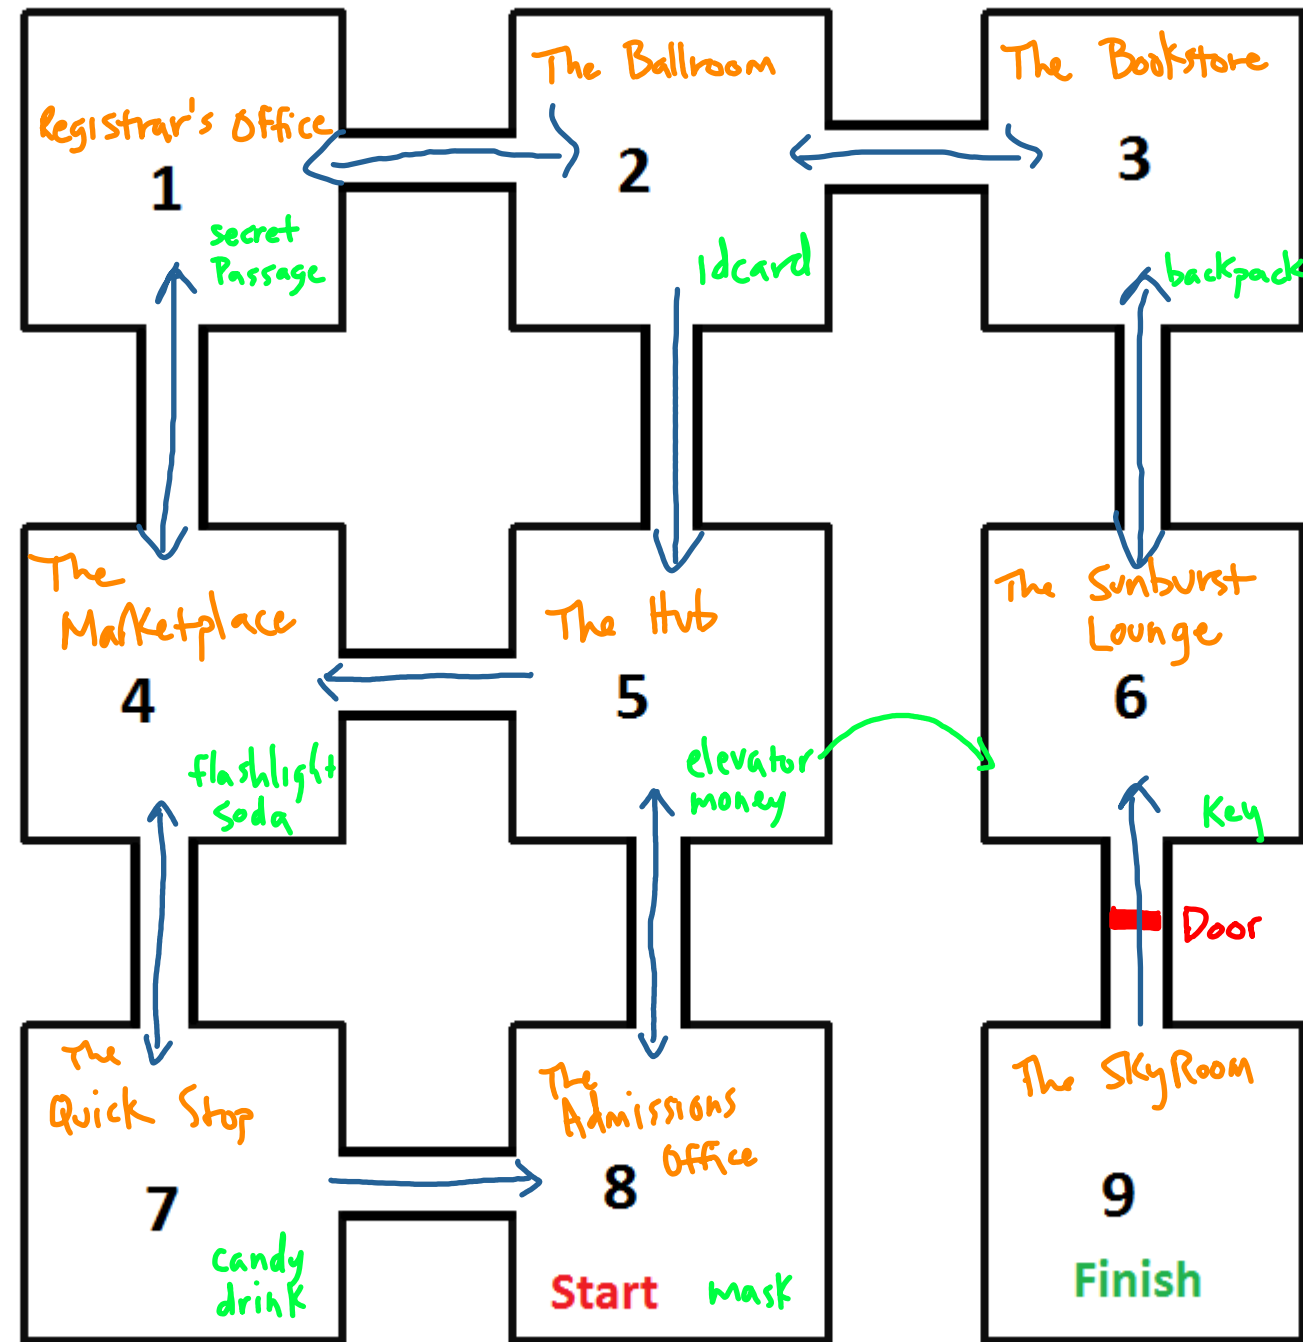 Registrar's Office
1
secret
Passage
The Ballroom
2
idcard
The Bookstore
3
backpack
The
Marketplace
4
flashlight
soda
The Hub
5
elevator
money
The Sunburst
Lounge
6
Key
Door
The
Quick Stop
7
candy
drink
The
Admissions
Office
8
Start
mask
The SkyRoom
9
Finish